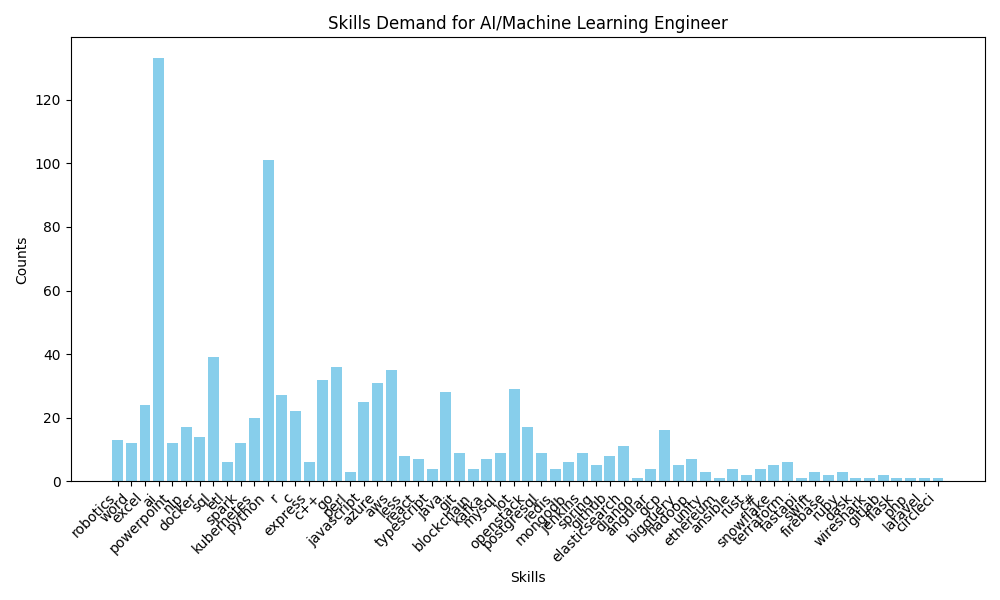 Skills Demand for AI/Machine Learning Engineer
Counts
120
100
80
60
40
20
0
robotics
word
excel
ai
powerpoint
nlp
docker
sql
etl
spark
kubernetes
python
r
c
express
c++
go
perl
javascript
azure
aws
less
react
typescript
java
git
blockchain
kafka
mysql
iot
openstack
postgresql
redis
mongodb
jenkins
spring
github
elasticsearch
django
angular
gcp
bigquery
hadoop
unity
ethereum
ansible
rust
c#
snowflake
terraform
fastapi
swift
firebase
ruby
dask
wireshark
gitlab
flask
php
laravel
circleci
Skills